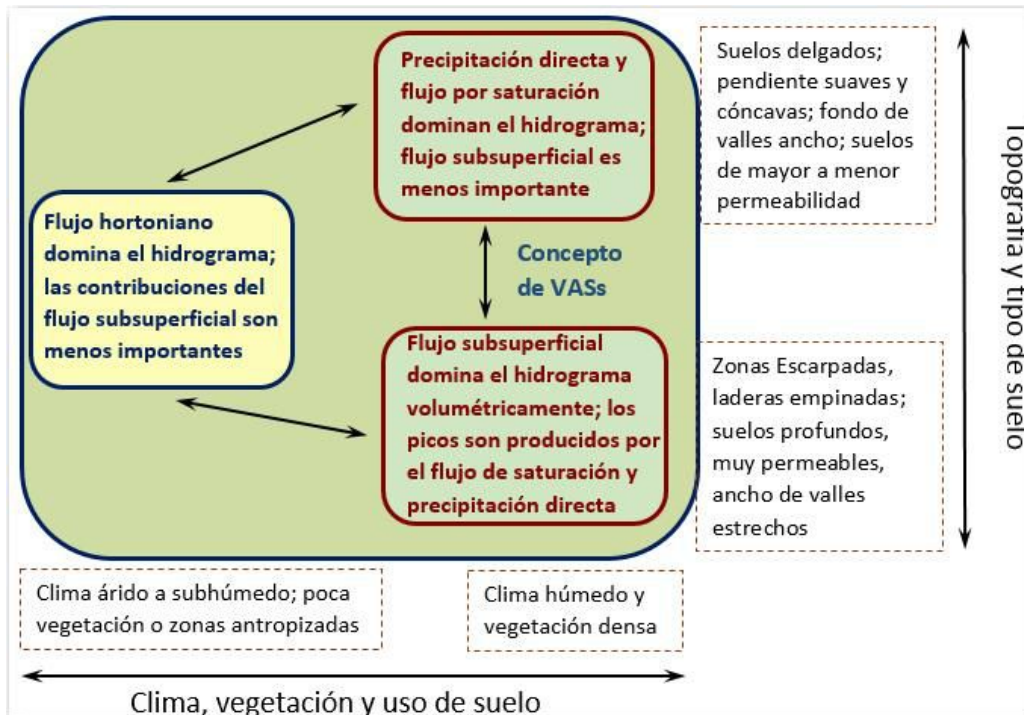 Precipitación directa y
flujo por saturación
dominan el hidrograma;
flujo subsuperficial es
menos importante
Suelos delgados;
pendiente suaves y
cóncavas; fondo de
valles ancho; suelos
de mayor a menor
permeabilidad
Flujo hortoniano
domina el hidrograma;
las contribuciones del
flujo subsuperficial son
menos importantes
Concepto
de VASs
Flujo subsuperficial
domina el hidrograma
volumétricamente; los
picos son producidos por
el flujo de saturación y
precipitación directa
Zonas Escarpadas,
laderas empinadas;
suelos profundos,
muy permeables,
ancho de valles
estrechos
Topografía y tipo de suelo
Clima árido a subhúmedo; poca
vegetación o zonas antropizadas
Clima húmedo y
vegetación densa
Clima, vegetación y uso de suelo